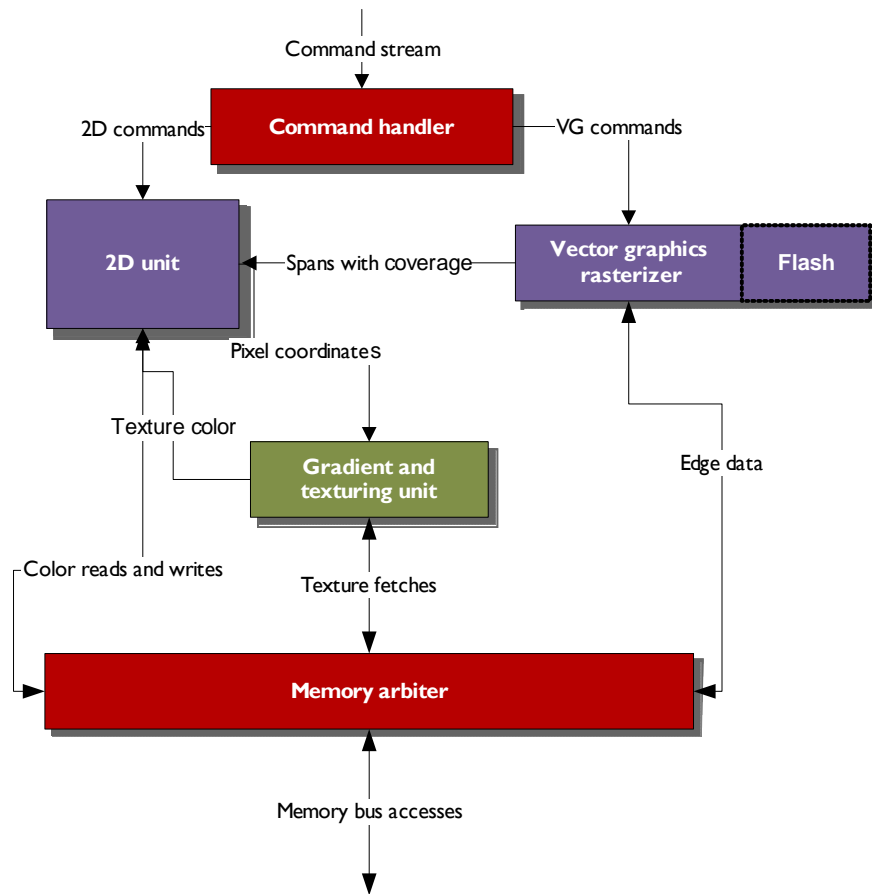 Command stream
Command handler
2D commands
VG commands
2D unit
Spans with coverage
Vector graphics
rasterizer
Flash
Pixel coordinates
Texture color
Gradient and
texturing unit
Edge data
Color reads and writes
Texture fetches
Memory arbiter
Memory bus accesses